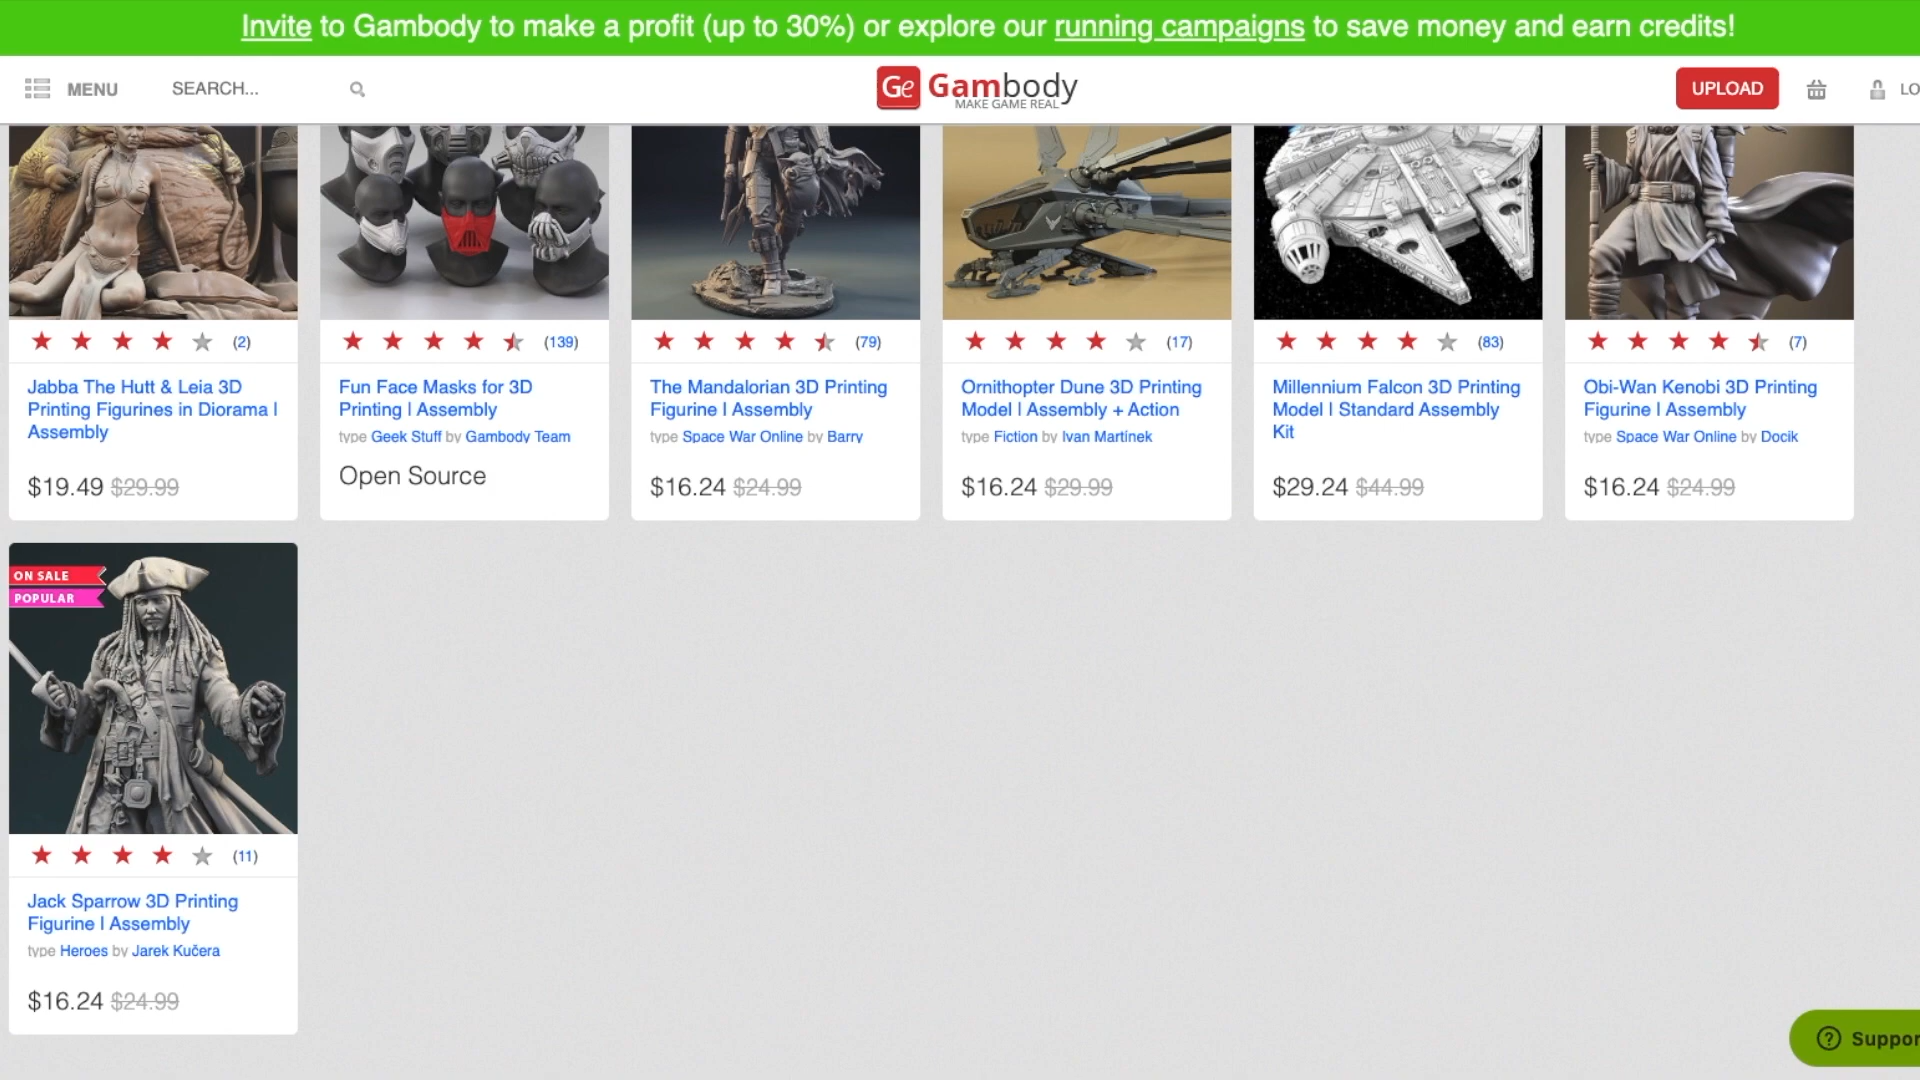 Invite to Gambody to make a profit (up to 30%) or explore our running campaigns to save money and earn credits!
MENU
SEARCH...
Ge Gambody
MAKE GAME REAL
UPLOAD
LO
(2)
Jabba The Hutt & Leia 3D
Printing Figurines in Diorama |
Assembly
$19.49 $29.99
(139)
Fun Face Masks for 3D
Printing | Assembly
type Geek Stuff by Gambody Team
Open Source
(79)
The Mandalorian 3D Printing
Figurine | Assembly
type Space War Online by Barry
$16.24 $24.99
(17)
Ornithopter Dune 3D Printing
Model | Assembly + Action
type Fiction by Ivan Martínek
$16.24 $29.99
(83)
Millennium Falcon 3D Printing
Model | Standard Assembly
Kit
$29.24 $44.99
(7)
Obi-Wan Kenobi 3D Printing
Figurine | Assembly
type Space War Online by Docik
$16.24 $24.99
ON SALE
POPULAR
(11)
Jack Sparrow 3D Printing
Figurine | Assembly
type Heroes by Jarek Kučera
$16.24 $24.99
? Suppor